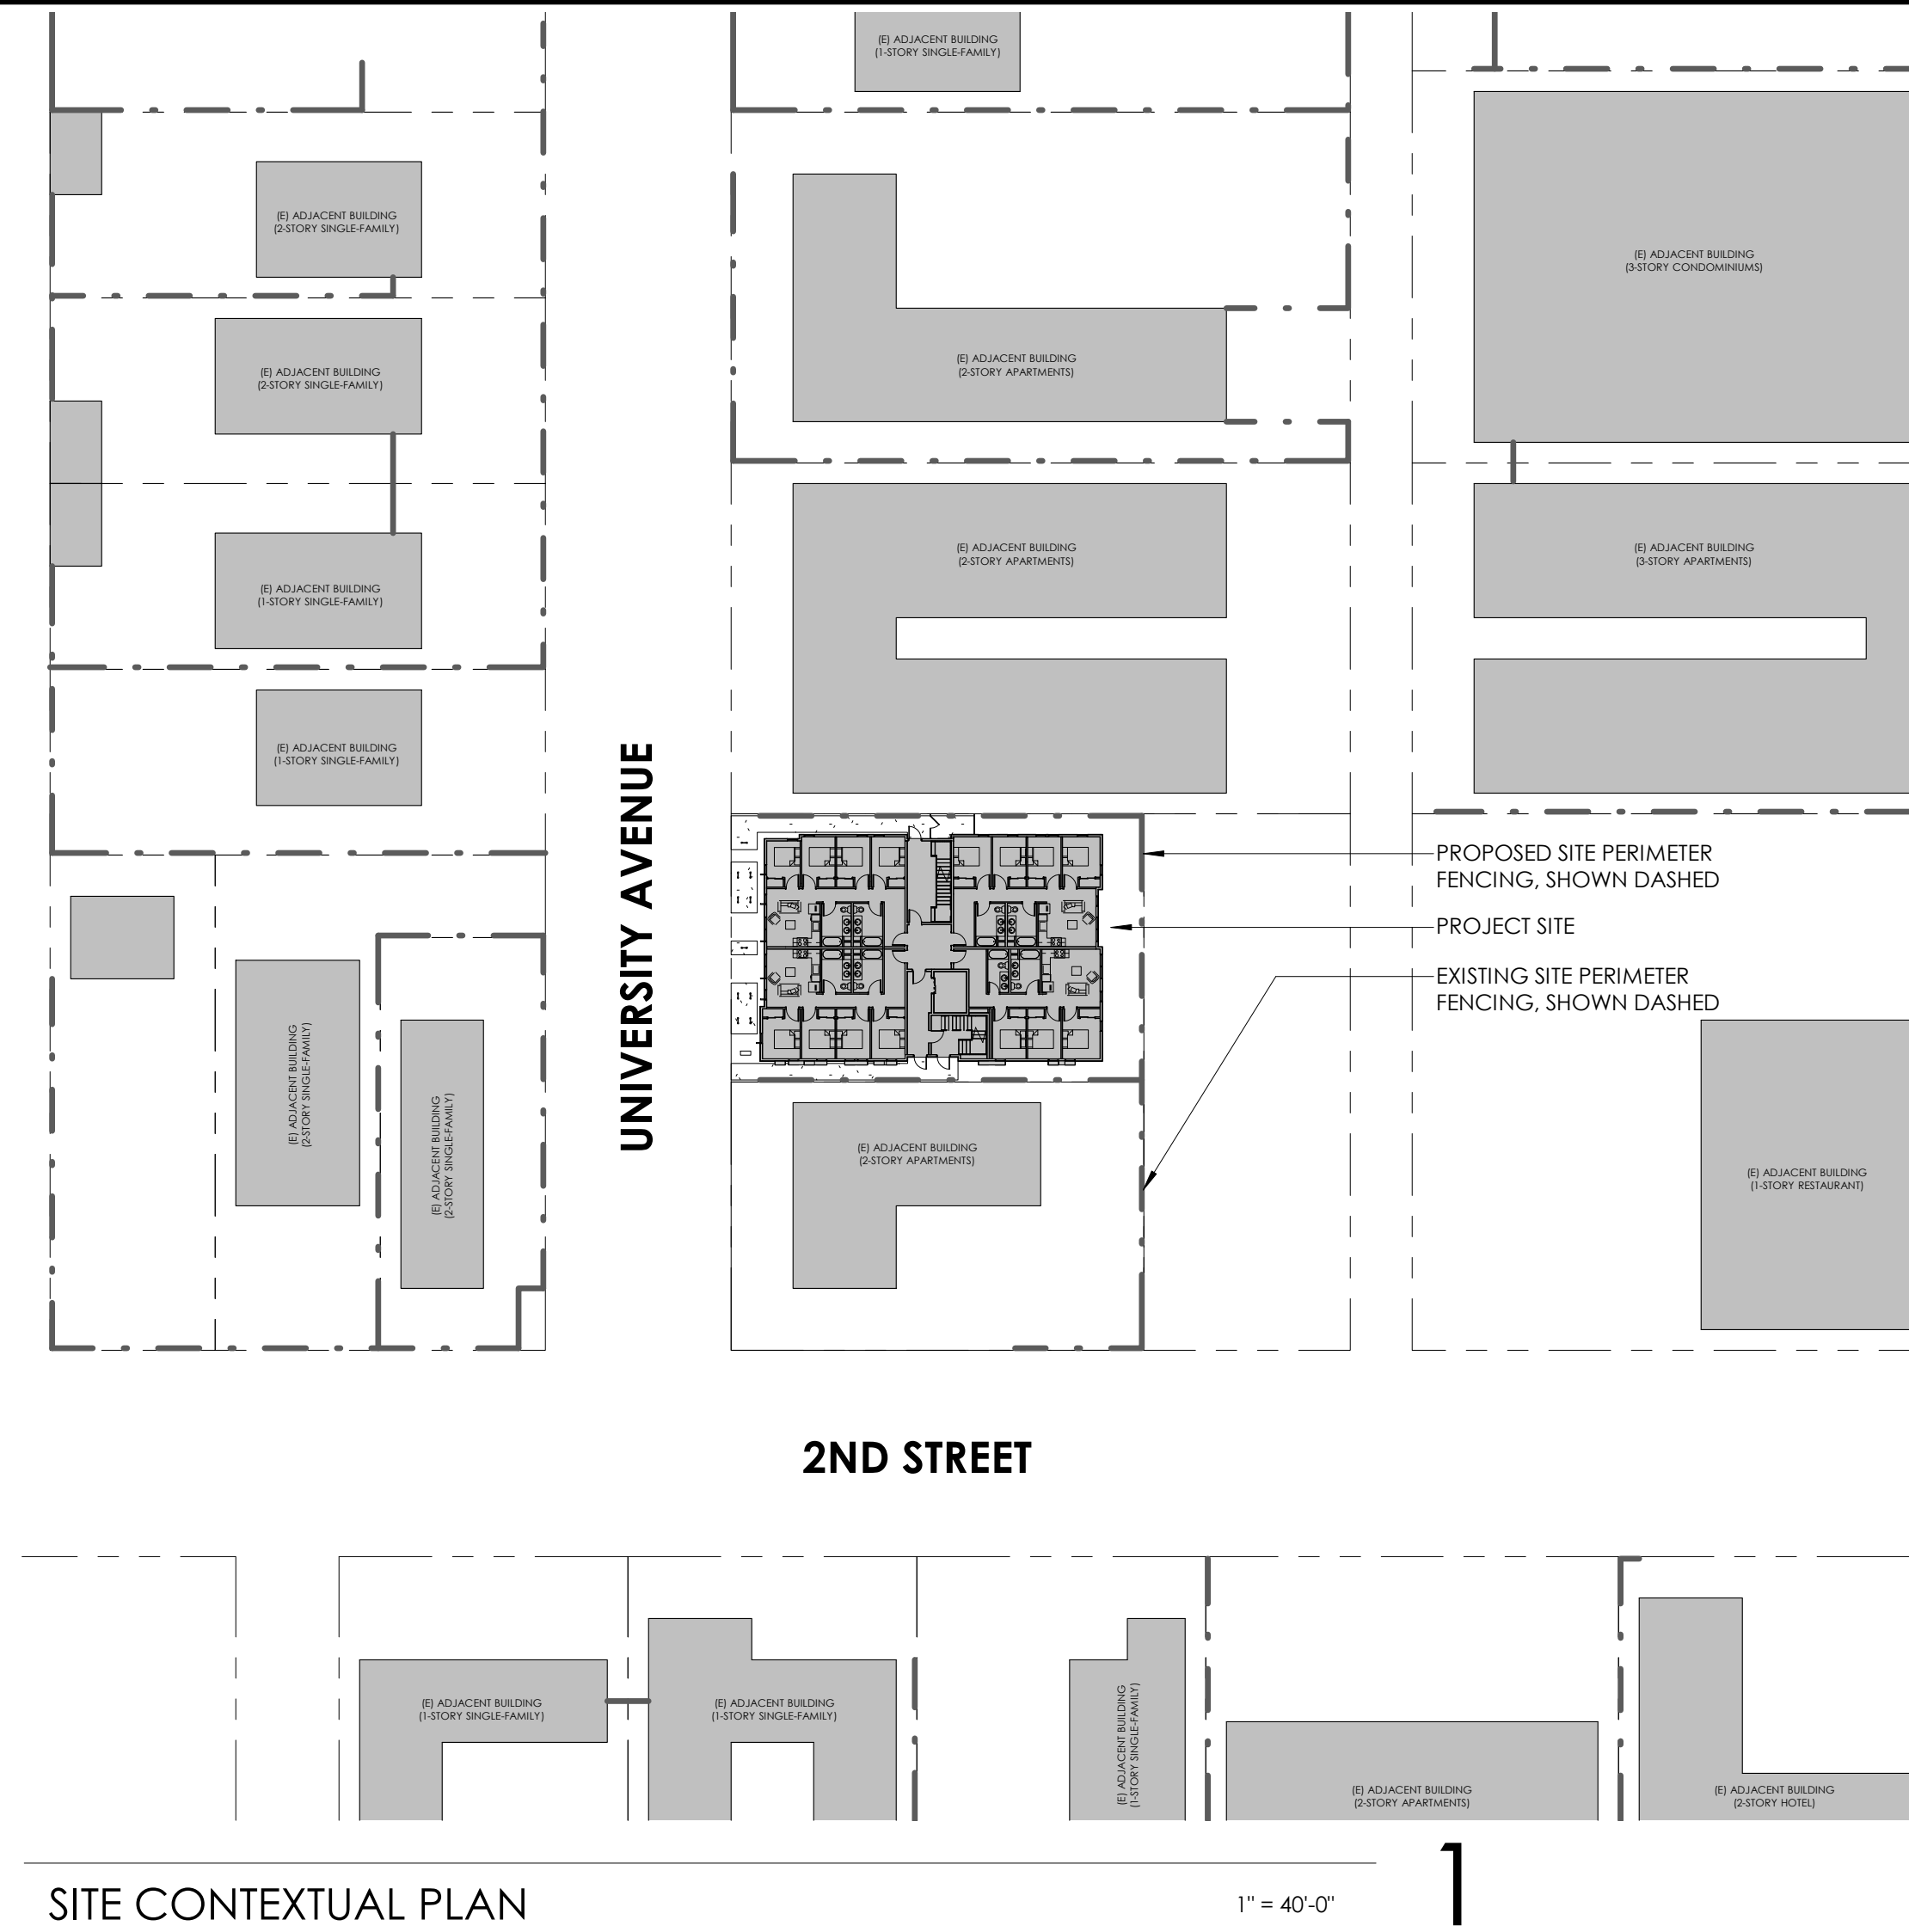 (E) ADJACENT BUILDING
(1-STORY SINGLE-FAMILY)
(E) ADJACENT BUILDING
(2-STORY SINGLE-FAMILY)
(E) ADJACENT BUILDING
(3-STORY CONDOMINIUMS)
(E) ADJACENT BUILDING
(2-STORY APARTMENTS)
(E) ADJACENT BUILDING
(2-STORY SINGLE-FAMILY)
(E) ADJACENT BUILDING
(2-STORY APARTMENTS)
(E) ADJACENT BUILDING
(3-STORY APARTMENTS)
(E) ADJACENT BUILDING
(1-STORY SINGLE-FAMILY)
(E) ADJACENT BUILDING
(1-STORY SINGLE-FAMILY)
UNIVERSITY AVENUE
PROPOSED SITE PERIMETER
FENCING, SHOWN DASHED
PROJECT SITE
EXISTING SITE PERIMETER
FENCING, SHOWN DASHED
(E) ADJACENT BUILDING
(2-STORY SINGLE-FAMILY)
(E) ADJACENT BUILDING
(2-STORY SINGLE-FAMILY)
(E) ADJACENT BUILDING
(2-STORY APARTMENTS)
(E) ADJACENT BUILDING
(1-STORY RESTAURANT)
2ND STREET
(E) ADJACENT BUILDING
(1-STORY SINGLE-FAMILY)
(E) ADJACENT BUILDING
(1-STORY SINGLE-FAMILY)
(E) ADJACENT BUILDING
(1-STORY SINGLE-FAMILY)
(E) ADJACENT BUILDING
(2-STORY APARTMENTS)
(E) ADJACENT BUILDING
(2-STORY HOTEL)
SITE CONTEXTUAL PLAN
1" = 40'-0"
1